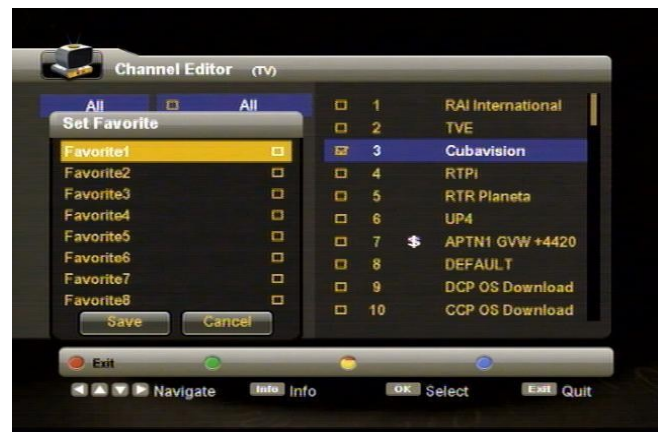 Channel Editor (TV)
All All
Set Favorite
Favorite1
Favorite2
Favorite3
Favorite4
Favorite5
Favorite6
Favorite7
Favorite8
Save Cancel
1 RAI International
2 TVE
3 Cubavision
4 RTPi
5 RTR Planeta
6 UP4
7 $ APTN1 GVW +4420
8 DEFAULT
9 DCP OS Download
10 CCP OS Download
Exit
Navigate Info Info OK Select Exit Quit